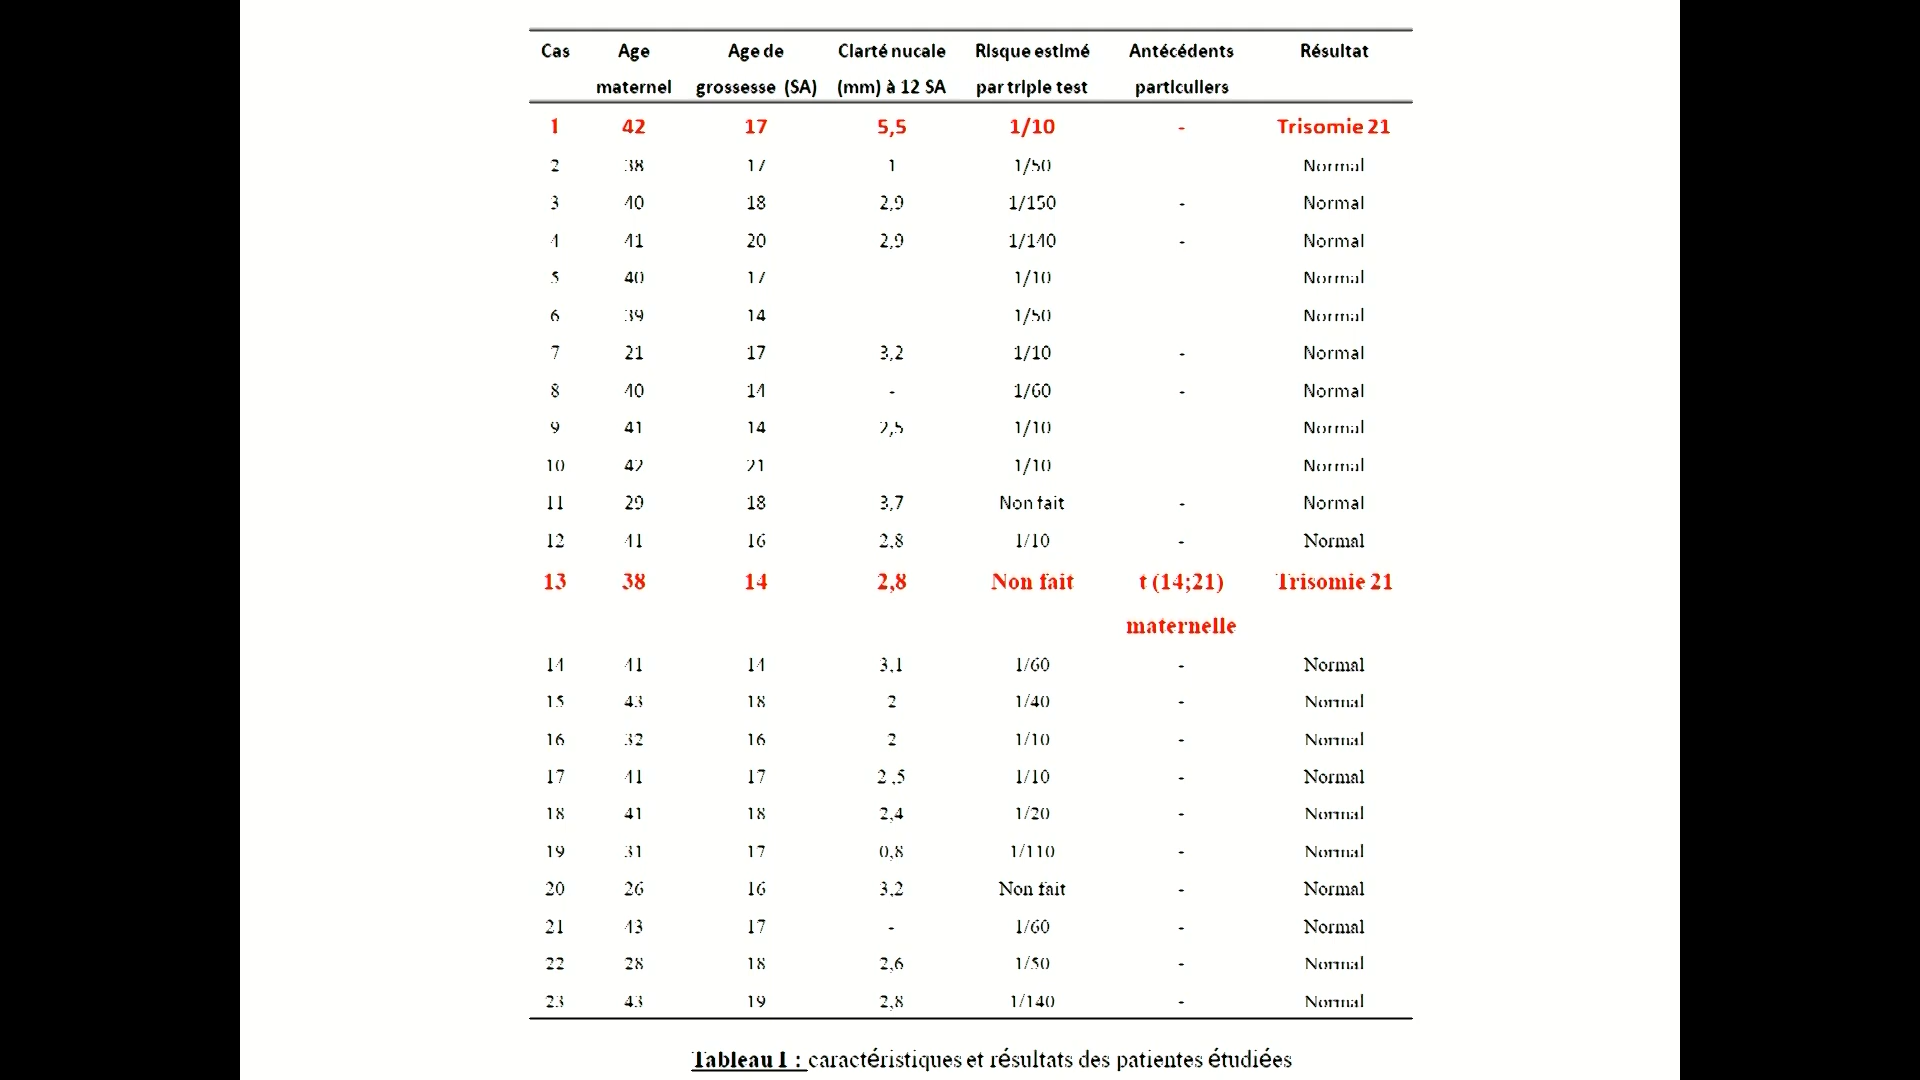 Cas Age Age de Clarté nucale Risque estimé Antécédents Résultat
maternel grossesse (SA) (mm) à 12 SA par triple test particuliers
1 42 17 5,5 1/10 - Trisomie 21
2 38 17 1 1/50 Normal
3 40 18 2,9 1/150 - Normal
4 41 20 2,9 1/140 - Normal
5 40 17 1/10 Normal
6 39 14 1/50 Normal
7 21 17 3,2 1/10 - Normal
8 40 14 - 1/60 - Normal
9 41 14 2,5 1/10 Normal
10 42 21 1/10 Normal
11 29 18 3,7 Non fait - Normal
12 41 16 2,8 1/10 - Normal
13 38 14 2,8 Non fait t (14;21) Trisomie 21
maternelle
14 41 14 3,1 1/60 - Normal
15 43 18 2 1/40 - Normal
16 32 16 2 1/10 - Normal
17 41 17 2 ,5 1/10 - Normal
18 41 18 2,4 1/20 - Normal
19 31 17 0,8 1/110 - Normal
20 26 16 3,2 Non fait - Normal
21 43 17 - 1/60 - Normal
22 28 18 2,6 1/50 - Normal
23 43 19 2,8 1/140 - Normal
Tableau I : caractéristiques et résultats des patientes étudiées